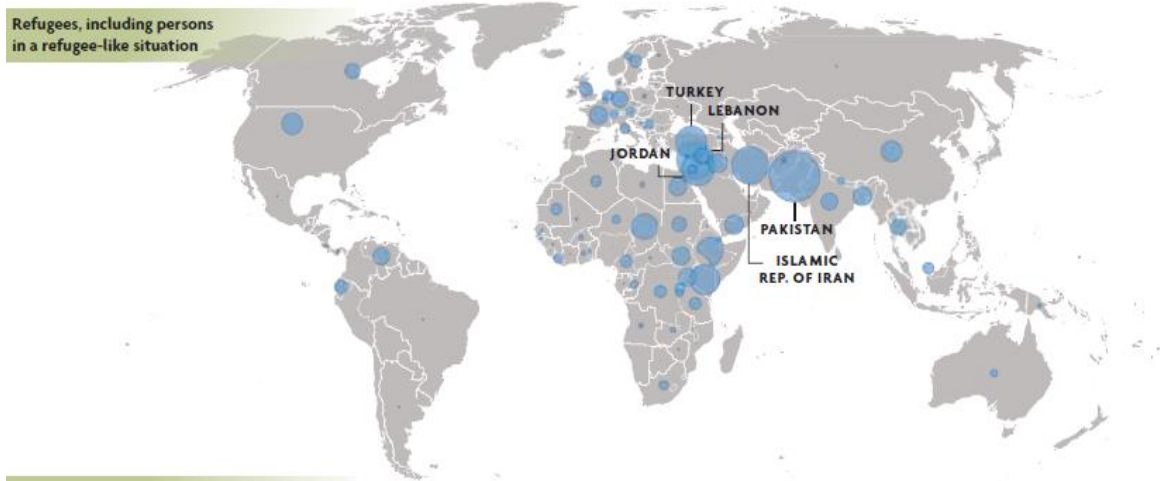 Refugees, including persons
in a refugee-like situation
TURKEY
LEBANON
JORDAN
PAKISTAN
ISLAMIC
REP. OF IRAN